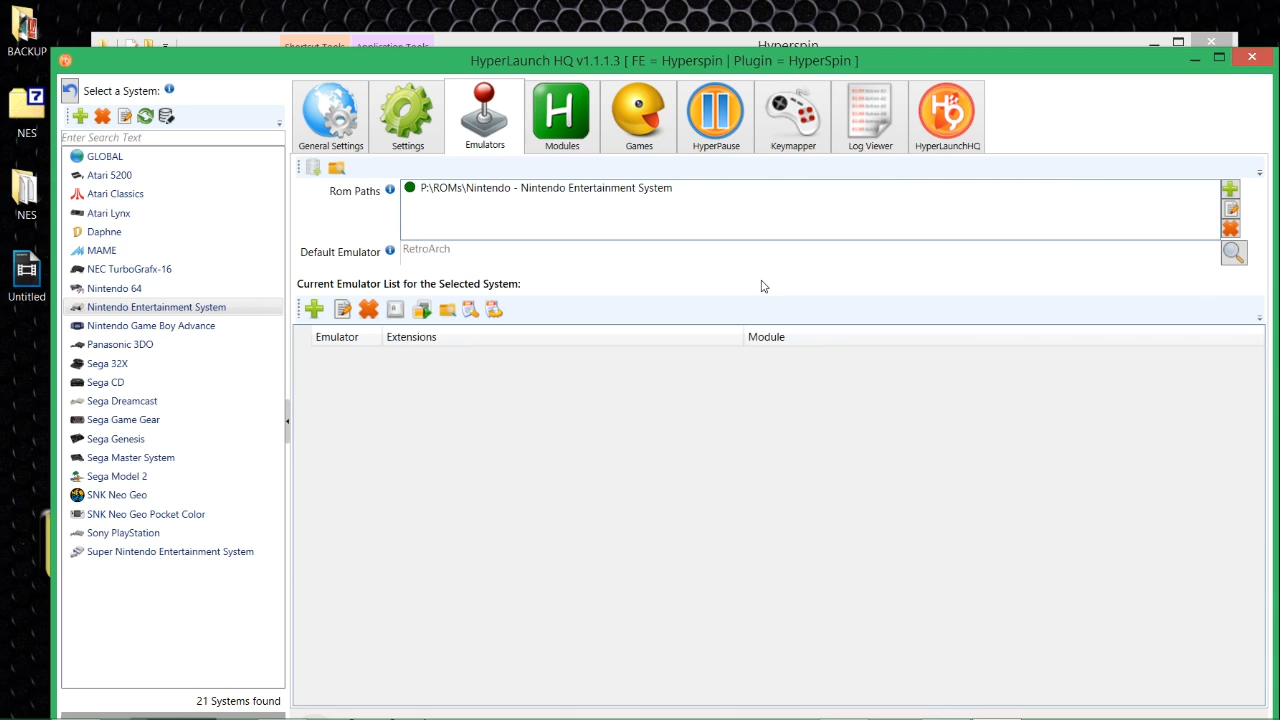 BACKUP
NES
NES
Untitled
Shortcut Tools Application Tools
Hyperspin
HyperLaunch HQ v1.1.1.3 [ FE = Hyperspin | Plugin = HyperSpin ]
Select a System:
Enter Search Text
GLOBAL
Atari 5200
Atari Classics
Atari Lynx
Daphne
MAME
NEC TurboGrafx-16
Nintendo 64
Nintendo Entertainment System
Nintendo Game Boy Advance
Panasonic 3DO
Sega 32X
Sega CD
Sega Dreamcast
Sega Game Gear
Sega Genesis
Sega Master System
Sega Model 2
SNK Neo Geo
SNK Neo Geo Pocket Color
Sony PlayStation
Super Nintendo Entertainment System
21 Systems found
General Settings
Settings
Emulators
Modules
Games
HyperPause
Keymapper
Log Viewer
HyperLaunchHQ
Rom Paths
P:\ROMs\Nintendo - Nintendo Entertainment System
Default Emulator
RetroArch
Current Emulator List for the Selected System:
Emulator Extensions Module